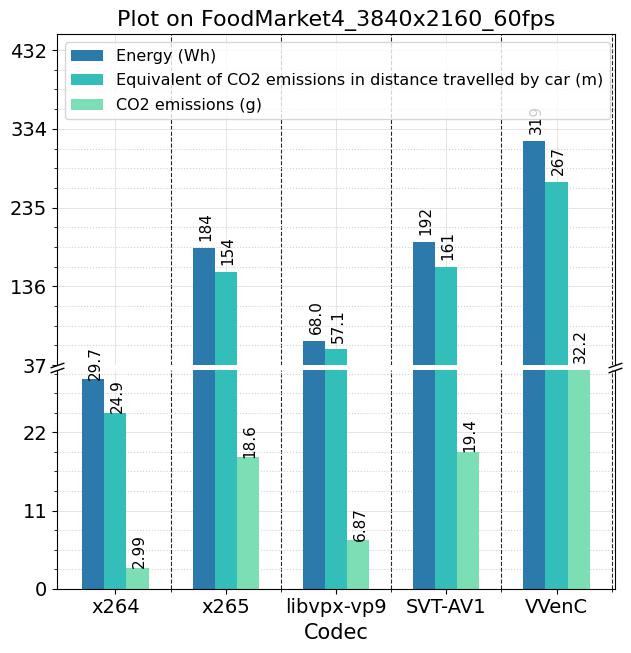 Plot on FoodMarket4_3840x2160_60fps
Energy (Wh)
Equivalent of CO2 emissions in distance travelled by car (m)
CO2 emissions (g)
432
334
235
136
37
22
11
0
29.7
24.9
2.99
184
154
18.6
68.0
57.1
6.87
192
161
19.4
319
267
32.2
x264
x265
libvpx-vp9
SVT-AV1
VVenC
Codec